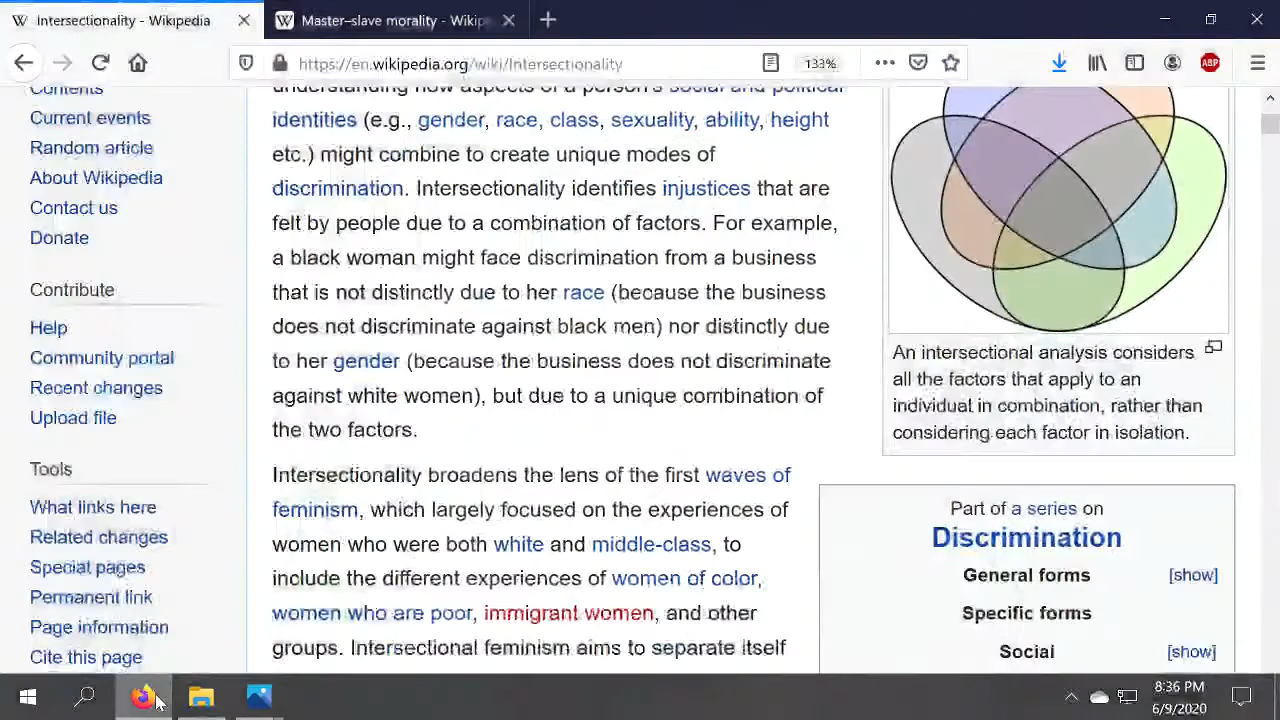 Intersectionality - Wikipedia
Master–slave morality - Wikip
https://en.wikipedia.org/wiki/Intersectionality
133%
ABP
Contents
Current events
Random article
About Wikipedia
Contact us
Donate
Contribute
Help
Community portal
Recent changes
Upload file
Tools
What links here
Related changes
Special pages
Permanent link
Page information
Cite this page
understanding how aspects of a person's social and political
identities (e.g., gender, race, class, sexuality, ability, height
etc.) might combine to create unique modes of
discrimination. Intersectionality identifies injustices that are
felt by people due to a combination of factors. For example,
a black woman might face discrimination from a business
that is not distinctly due to her race (because the business
does not discriminate against black men) nor distinctly due
to her gender (because the business does not discriminate
against white women), but due to a unique combination of
the two factors.
Intersectionality broadens the lens of the first waves of
feminism, which largely focused on the experiences of
women who were both white and middle-class, to
include the different experiences of women of color,
women who are poor, immigrant women, and other
groups. Intersectional feminism aims to separate itself
An intersectional analysis considers
all the factors that apply to an
individual in combination, rather than
considering each factor in isolation.
Part of a series on
Discrimination
General forms [show]
Specific forms
Social [show]
8:36 PM
6/9/2020